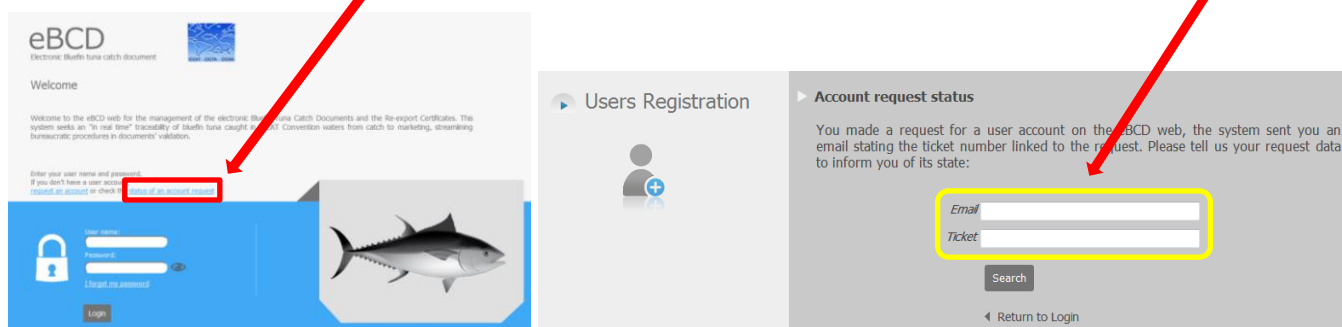 eBCD
Electronic Bluefin tuna catch document
ICCAT CICTA CICAA
Welcome
Welcome to the eBCD web for the management of the electronic Bluefin Tuna Catch Documents and the Re-export Certificates. This
system seeks an "in real time" traceability of bluefin tuna caught in ICCAT Convention waters from catch to marketing, streamlining
bureaucratic procedures in documents' validation.
Enter your user name and password.
If you don't have a user account
request an account or check the status of an account request
User name:
Password:
I forgot my password
Login
Users Registration
Account request status
You made a request for a user account on the eBCD web, the system sent you an
email stating the ticket number linked to the request. Please tell us your request data
to inform you of its state:
Email
Ticket
Search
Return to Login